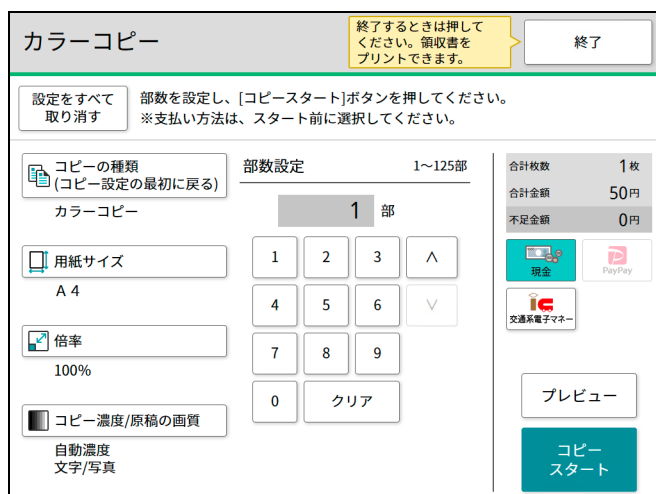 カラーコピー
終了するときは押して
ください。領収書を
プリントできます。
終了
設定をすべて
取り消す
部数を設定し、[コピースタート]ボタンを押してください。
※支払い方法は、スタート前に選択してください。
コピーの種類
(コピー設定の最初に戻る)
カラーコピー
用紙サイズ
A 4
倍率
100%
コピー濃度/原稿の画質
自動濃度
文字/写真
部数設定 1〜125部
1 部
1 2 3 ∧
4 5 6 ∨
7 8 9
0 クリア
合計枚数 1枚
合計金額 50円
不足金額 0円
現金
PayPay
ic
交通系電子マネー
プレビュー
コピー
スタート